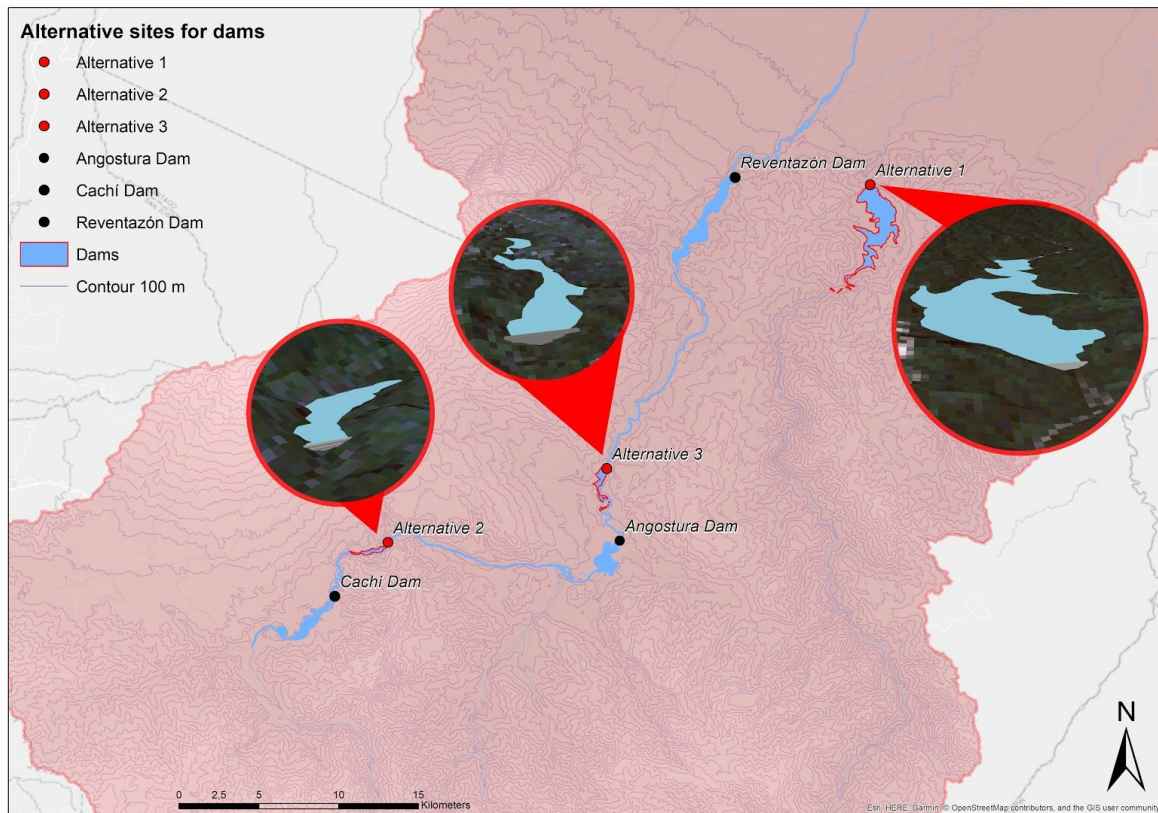 Alternative sites for dams
Alternative 1
Alternative 2
Alternative 3
Angostura Dam
Cachí Dam
Reventazón Dam
Dams
Contour 100 m
Reventazón Dam
Alternative 1
Alternative 3
Angostura Dam
Alternative 2
Cachí Dam
N
0 2.5 5 10 15
Kilometers
Esri, HERE, Garmin, © OpenStreetMap contributors, and the GIS user community